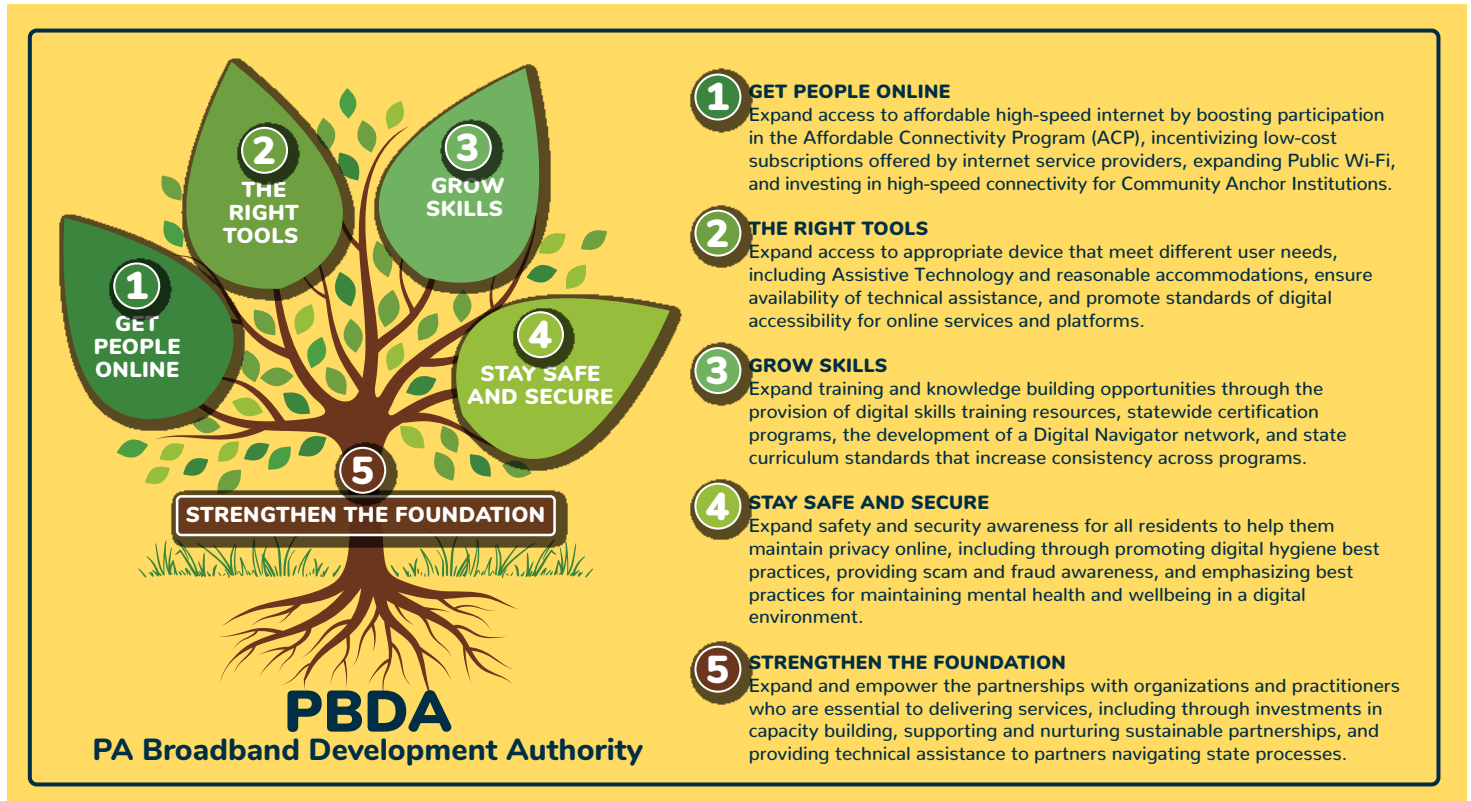 1
GET
PEOPLE
ONLINE
2
THE
RIGHT
TOOLS
3
GROW
SKILLS
4
STAY SAFE
AND SECURE
5
STRENGTHEN THE FOUNDATION
PBDA
PA Broadband Development Authority
1 GET PEOPLE ONLINE
Expand access to affordable high-speed internet by boosting participation
in the Affordable Connectivity Program (ACP), incentivizing low-cost
subscriptions offered by internet service providers, expanding Public Wi-Fi,
and investing in high-speed connectivity for Community Anchor Institutions.
2 THE RIGHT TOOLS
Expand access to appropriate device that meet different user needs,
including Assistive Technology and reasonable accommodations, ensure
availability of technical assistance, and promote standards of digital
accessibility for online services and platforms.
3 GROW SKILLS
Expand training and knowledge building opportunities through the
provision of digital skills training resources, statewide certification
programs, the development of a Digital Navigator network, and state
curriculum standards that increase consistency across programs.
4 STAY SAFE AND SECURE
Expand safety and security awareness for all residents to help them
maintain privacy online, including through promoting digital hygiene best
practices, providing scam and fraud awareness, and emphasizing best
practices for maintaining mental health and wellbeing in a digital
environment.
5 STRENGTHEN THE FOUNDATION
Expand and empower the partnerships with organizations and practitioners
who are essential to delivering services, including through investments in
capacity building, supporting and nurturing sustainable partnerships, and
providing technical assistance to partners navigating state processes.